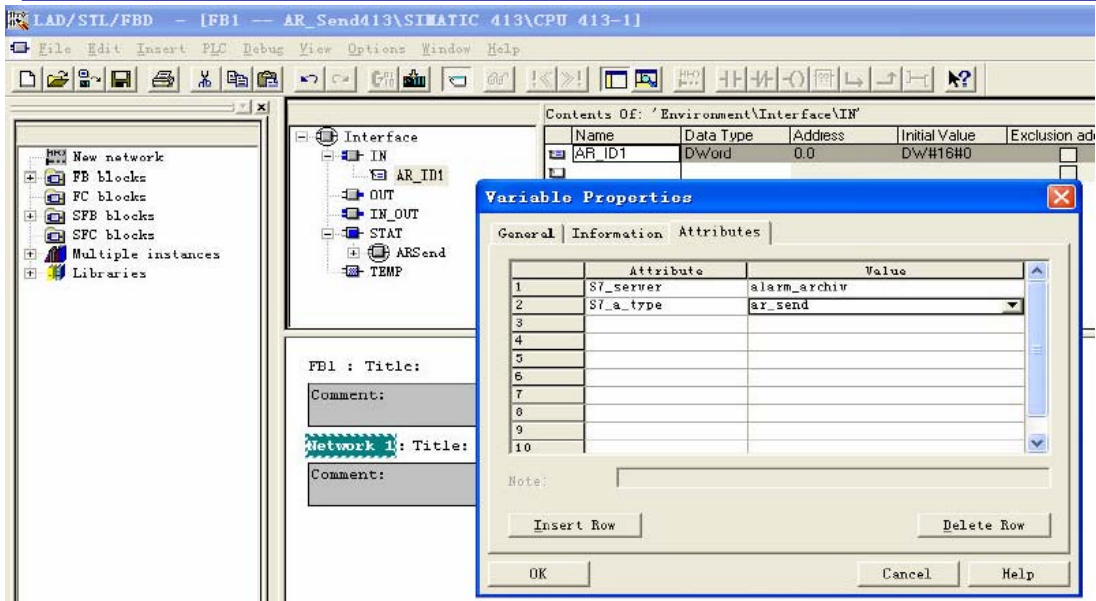 LAD/STL/FBD - [FB1 -- AR_Send413\SIMATIC 413\CPU 413-1]
File Edit Insert PLC Debug View Options Window Help
Contents Of: 'Environment\Interface\IN'
Name Data Type Address Initial Value Exclusion add
AR_ID1 DWord 0.0 DW#16#0
New network
FB blocks
FC blocks
SFB blocks
SFC blocks
Multiple instances
Libraries
Interface
IN
AR_ID1
OUT
IN_OUT
STAT
ARSend
TEMP
FB1 : Title:
Comment:
Network 1: Title:
Comment:
Variable Properties
General Information Attributes
Attribute Value
1 S7_server alarm_archiv
2 S7_a_type ar_send
3
4
5
6
7
8
9
10
Note:
Insert Row Delete Row
OK Cancel Help